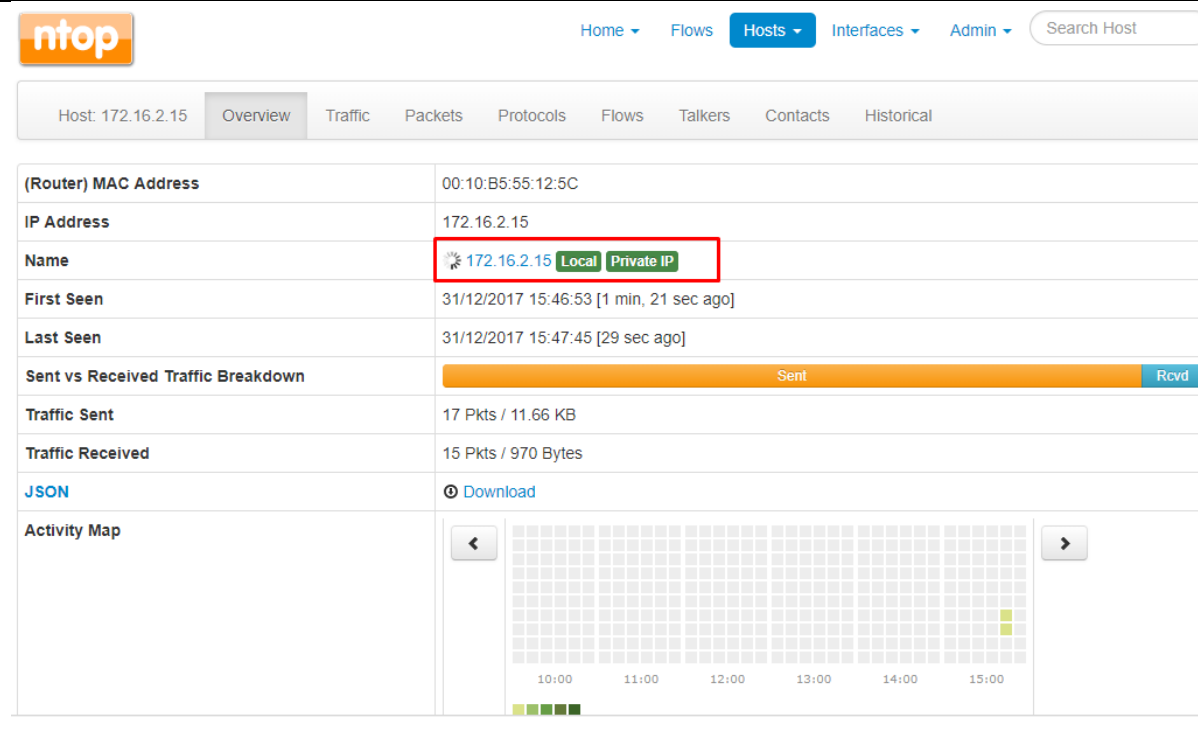 ntop
Home Flows Hosts Interfaces Admin Search Host
Host: 172.16.2.15 Overview Traffic Packets Protocols Flows Talkers Contacts Historical
(Router) MAC Address 00:10:B5:55:12:5C
IP Address 172.16.2.15
Name 172.16.2.15 Local Private IP
First Seen 31/12/2017 15:46:53 [1 min, 21 sec ago]
Last Seen 31/12/2017 15:47:45 [29 sec ago]
Sent vs Received Traffic Breakdown Sent Rcvd
Traffic Sent 17 Pkts / 11.66 KB
Traffic Received 15 Pkts / 970 Bytes
JSON Download
Activity Map
10:00 11:00 12:00 13:00 14:00 15:00